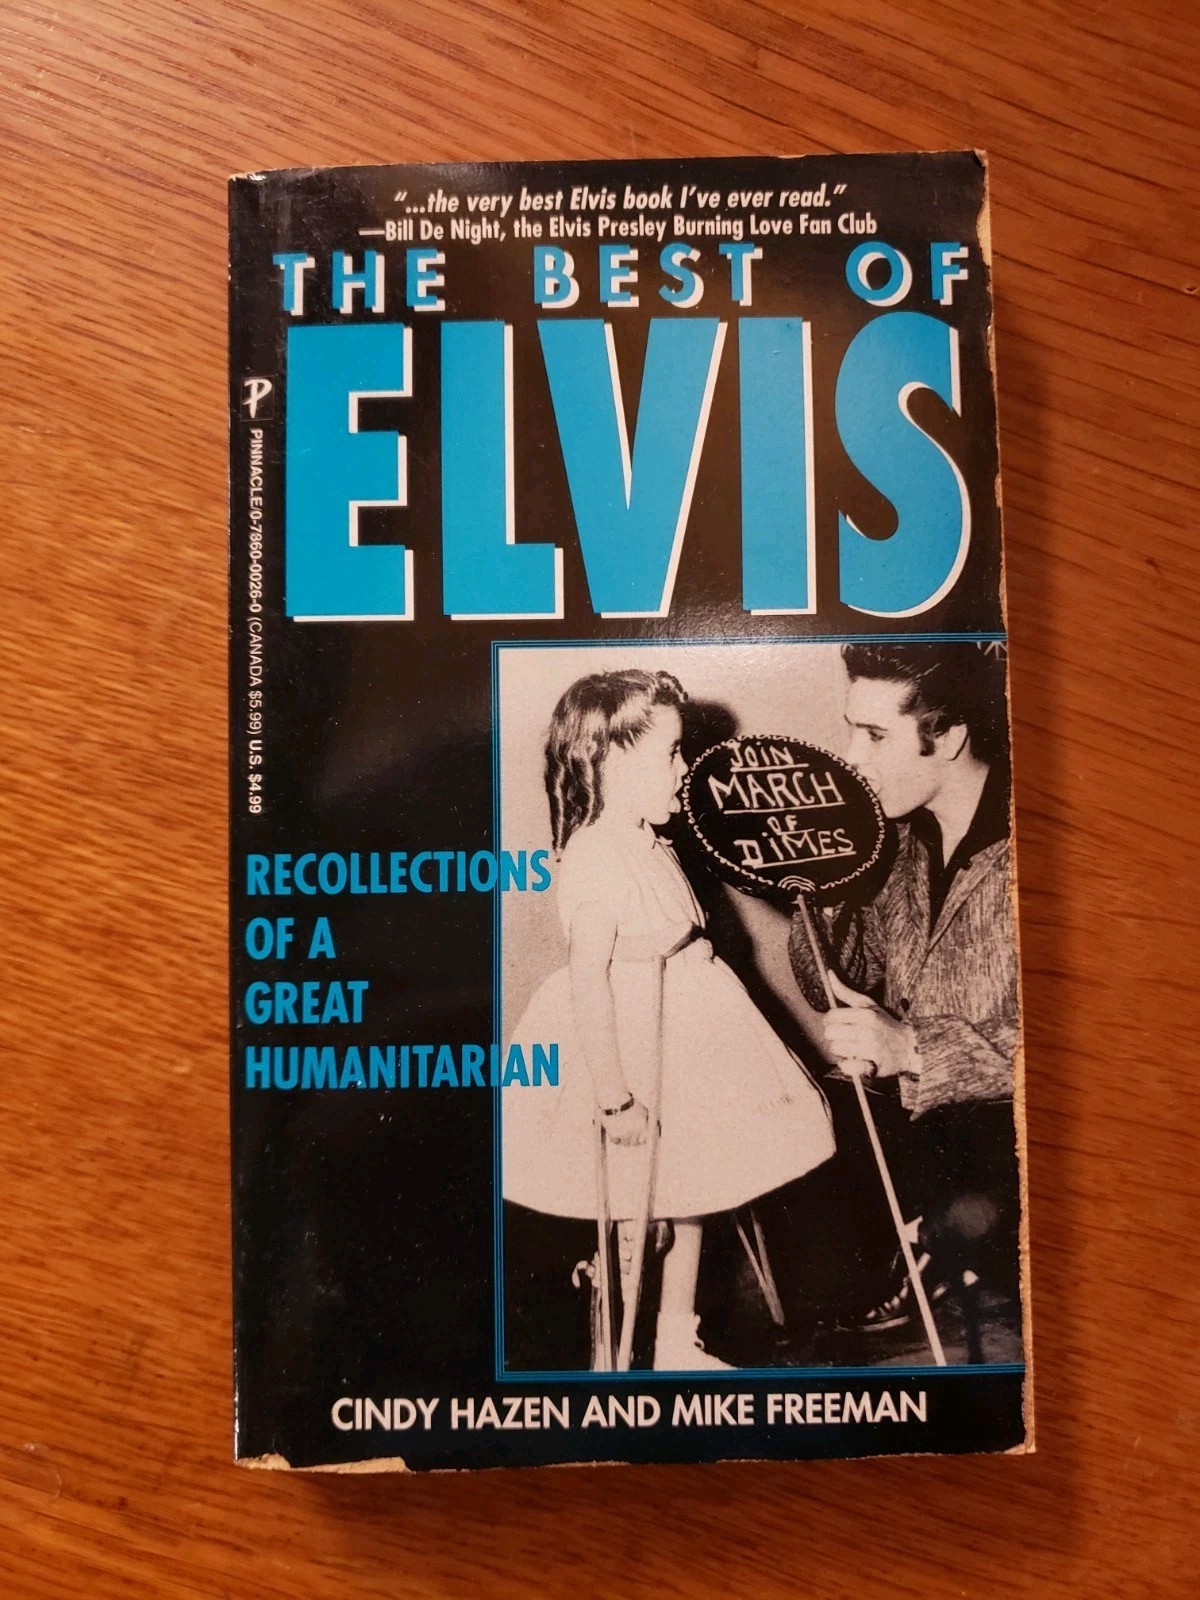 "...the very best Elvis book I've ever read."
—Bill De Night, the Elvis Presley Burning Love Fan Club
THE BEST OF
ELVIS
P
PINNACLE/0-7860-0026-0 (CANADA $5.99) U.S. $4.99
JOIN
MARCH
OF
DiMES
RECOLLECTIONS
OF A
GREAT
HUMANITARIAN
CINDY HAZEN AND MIKE FREEMAN